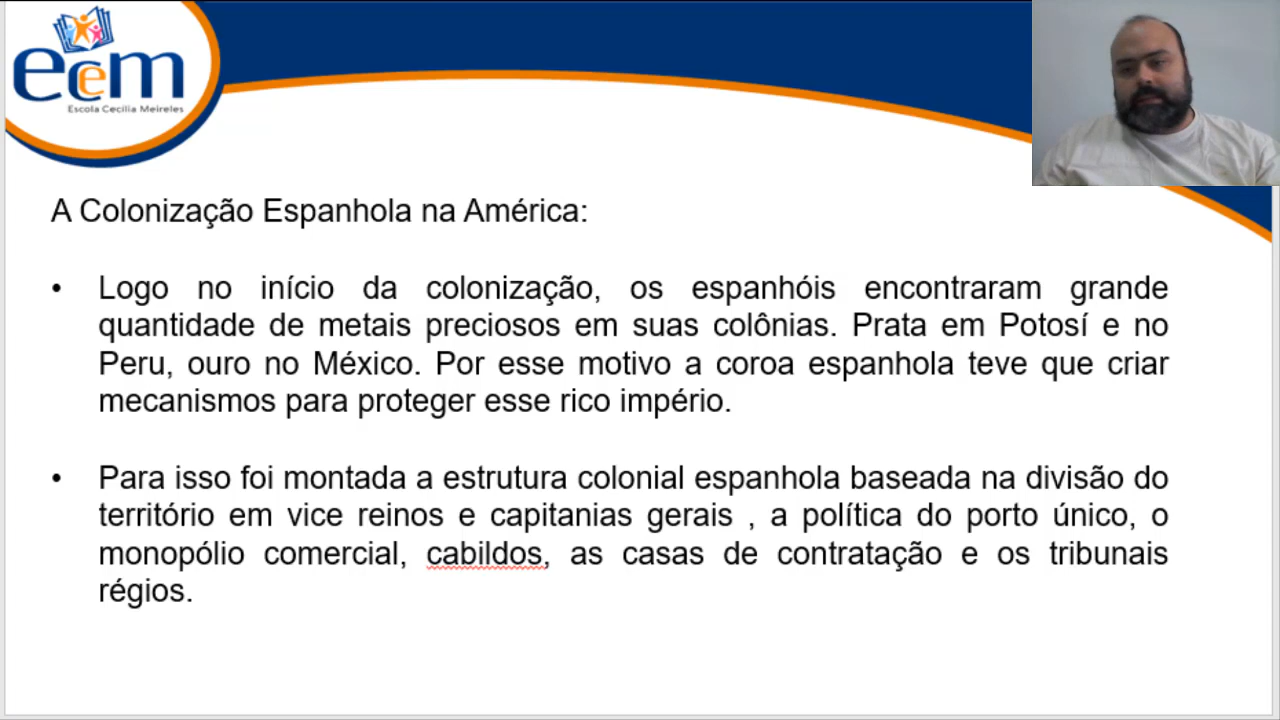 eCem
Escola Cecília Meireles
A Colonização Espanhola na América:
• Logo no início da colonização, os espanhóis encontraram grande
quantidade de metais preciosos em suas colônias. Prata em Potosí e no
Peru, ouro no México. Por esse motivo a coroa espanhola teve que criar
mecanismos para proteger esse rico império.
• Para isso foi montada a estrutura colonial espanhola baseada na divisão do
território em vice reinos e capitanias gerais , a política do porto único, o
monopólio comercial, cabildos, as casas de contratação e os tribunais
régios.